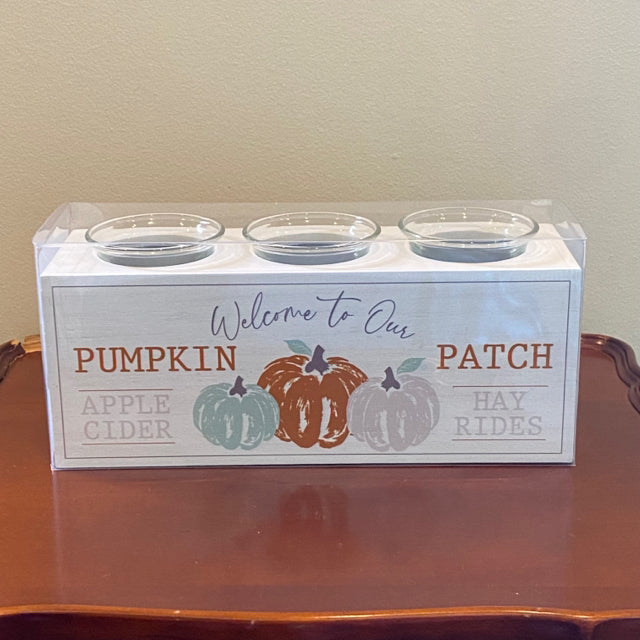 Welcome to Our
PUMPKIN PATCH
APPLE CIDER
HAY RIDES